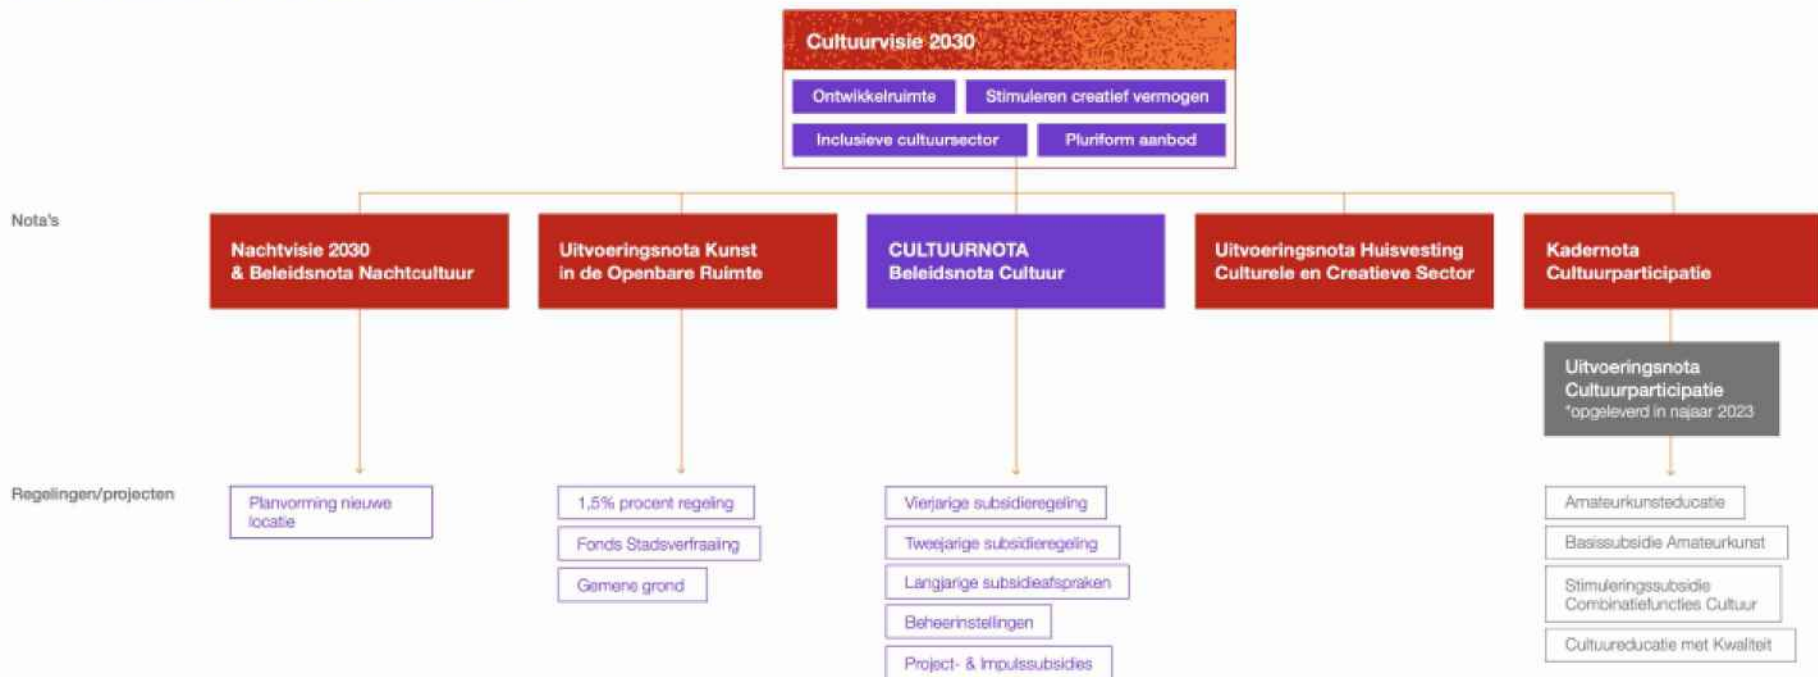 Cultuurvisie 2030
Ontwikkelruimte
Stimuleren creatief vermogen
Inclusieve cultuursector
Pluriform aanbod
Nota's
Nachtvisie 2030
& Beleidsnota Nachtcultuur
Uitvoeringsnota Kunst
in de Openbare Ruimte
CULTUURNOTA
Beleidsnota Cultuur
Uitvoeringsnota Huisvesting
Culturele en Creatieve Sector
Kadernota
Cultuurparticipatie
Uitvoeringsnota
Cultuurparticipatie
*opgeleverd in najaar 2023
Regelingen/projecten
Planvorming nieuwe
locatie
1,5% procent regeling
Fonds Stadsverfraaiing
Gemene grond
Vierjarige subsidieregeling
Tweejarige subsidieregeling
Langjarige subsidieafspraken
Beheerinstellingen
Project- & Impulssubsidies
Amateurkunsteducatie
Basissubsidie Amateurkunst
Stimuleringssubsidie
Combinatiefuncties Cultuur
Cultuureducatie met Kwaliteit